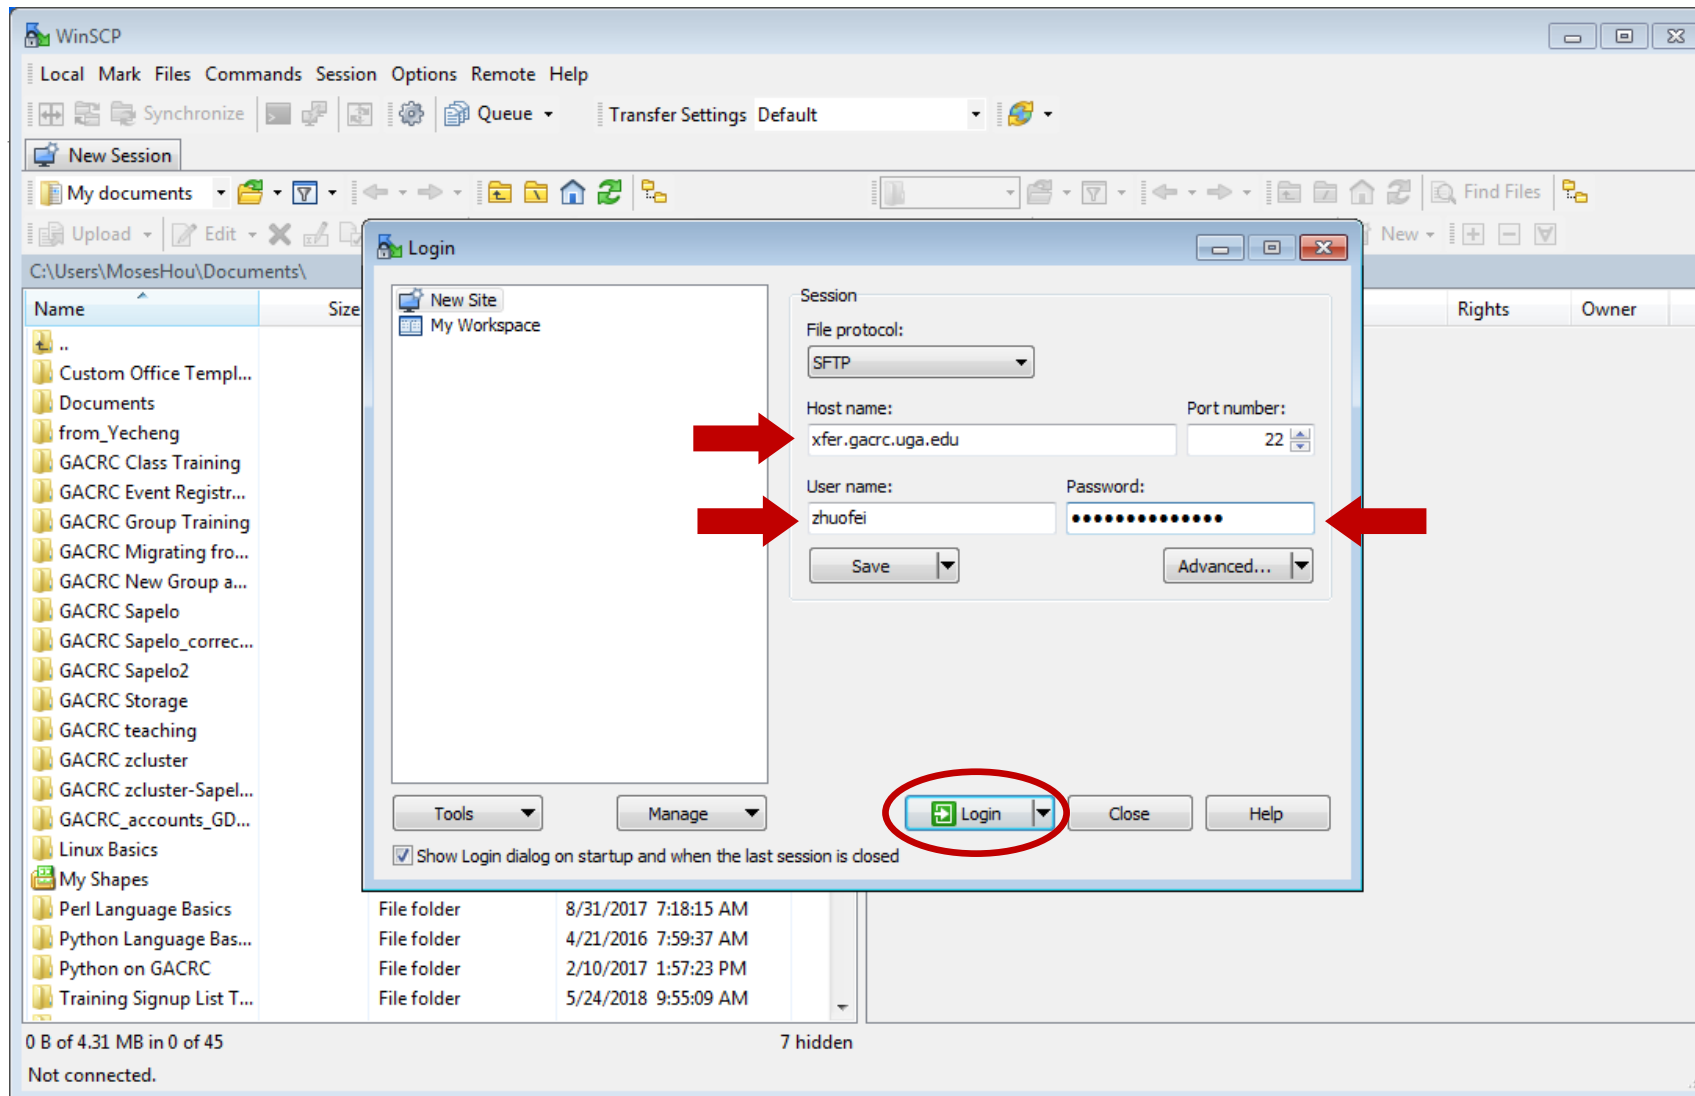 WinSCP
Local Mark Files Commands Session Options Remote Help
Synchronize Queue Transfer Settings Default
New Session
My documents Find Files
Upload Edit New
C:\Users\MosesHou\Documents\
Name Size Rights Owner
..
Custom Office Templ...
Documents
from_Yecheng
GACRC Class Training
GACRC Event Registr...
GACRC Group Training
GACRC Migrating fro...
GACRC New Group a...
GACRC Sapelo
GACRC Sapelo_correc...
GACRC Sapelo2
GACRC Storage
GACRC teaching
GACRC zcluster
GACRC zcluster-Sapel...
GACRC_accounts_GD...
Linux Basics
My Shapes
Perl Language Basics File folder 8/31/2017 7:18:15 AM
Python Language Bas... File folder 4/21/2016 7:59:37 AM
Python on GACRC File folder 2/10/2017 1:57:23 PM
Training Signup List T... File folder 5/24/2018 9:55:09 AM
Login
New Site
My Workspace
Session
File protocol:
SFTP
Host name: Port number:
xfer.gacrc.uga.edu 22
User name: Password:
zhuofei ••••••••••••••
Save Advanced...
Tools Manage Login Close Help
Show Login dialog on startup and when the last session is closed
0 B of 4.31 MB in 0 of 45 7 hidden
Not connected.